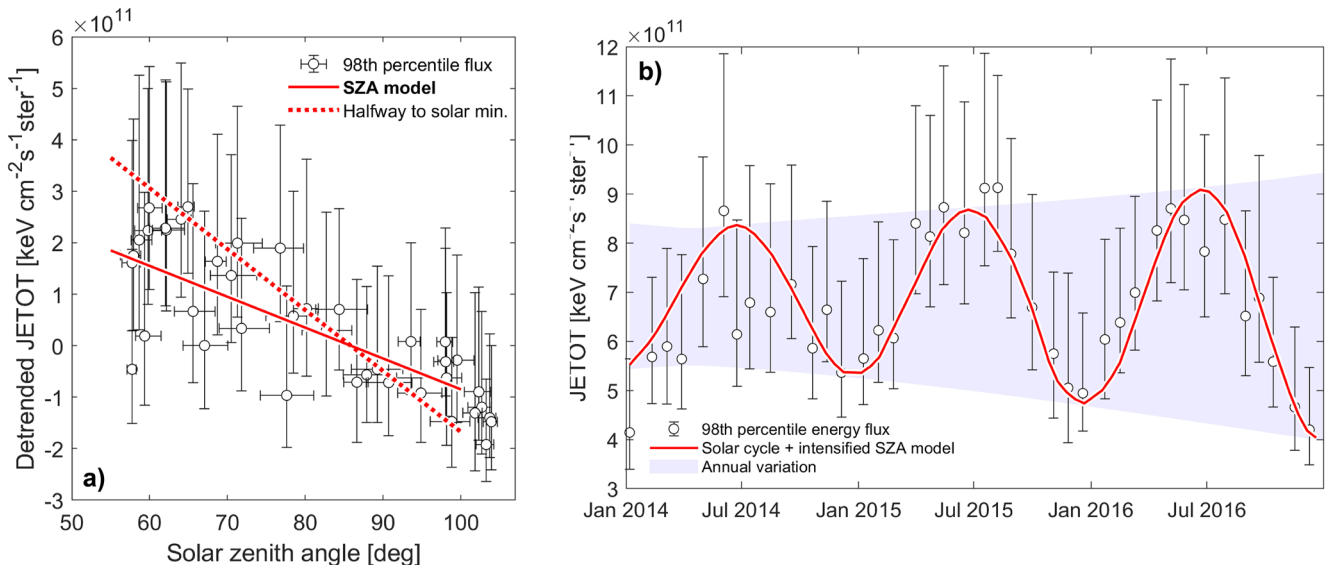 ×10¹¹
6
5
4
3
2
1
0
-1
-2
-3
50 60 70 80 90 100
Solar zenith angle [deg]
Detrended JETOT [keV cm⁻²s⁻¹ster⁻¹]
98th percentile flux
SZA model
Halfway to solar min.
a)
×10¹¹
12
11
10
9
8
7
6
5
4
3
Jan 2014 Jul 2014 Jan 2015 Jul 2015 Jan 2016 Jul 2016
JETOT [keV cm⁻²s⁻¹ster⁻¹]
b)
98th percentile energy flux
Solar cycle + intensified SZA model
Annual variation